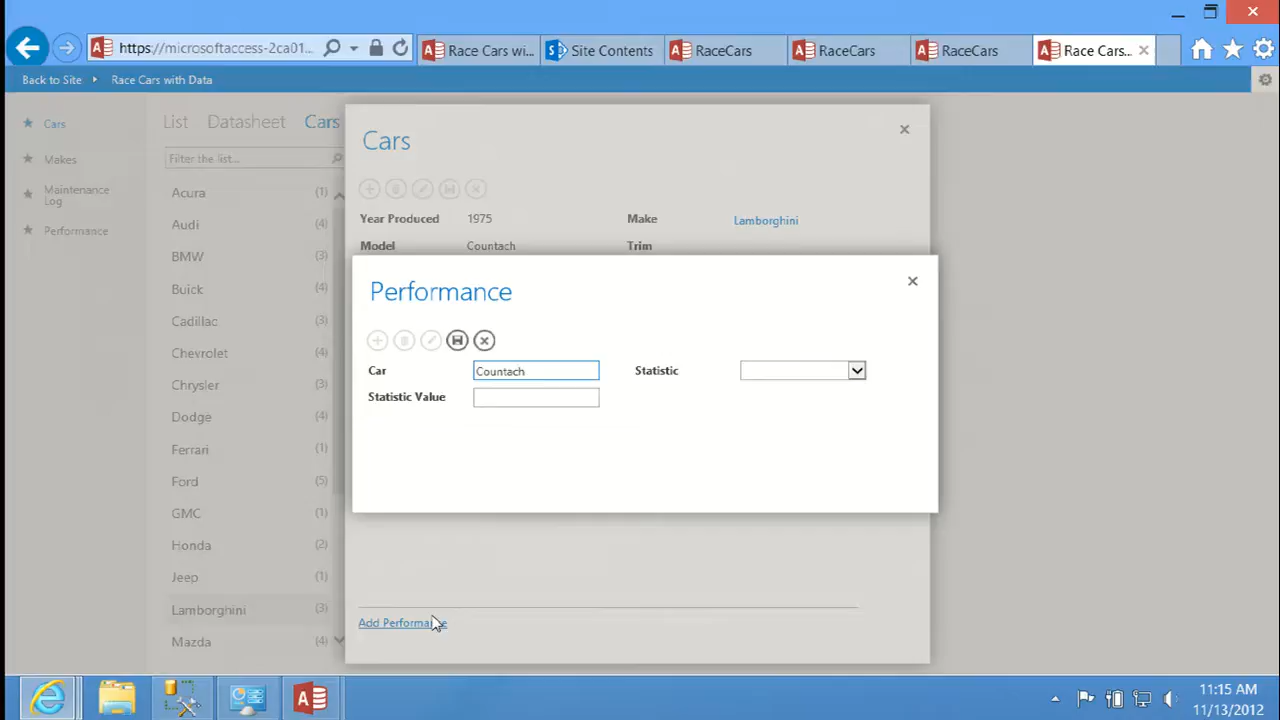 https://microsoftaccess-2ca01...
Race Cars wi...
Site Contents
RaceCars
RaceCars
RaceCars
Race Cars...
Back to Site
Race Cars with Data
Cars
Makes
Maintenance
Log
Performance
List
Datasheet
Cars
Filter the list...
Acura (1)
Audi (4)
BMW (3)
Buick (4)
Cadillac (3)
Chevrolet (4)
Chrysler (3)
Dodge (4)
Ferrari (1)
Ford (5)
GMC (1)
Honda (2)
Jeep (1)
Lamborghini (3)
Mazda (4)
Cars
Year Produced 1975 Make Lamborghini
Model Countach Trim
Performance
Car Countach Statistic
Statistic Value
Add Performance
11:15 AM
11/13/2012